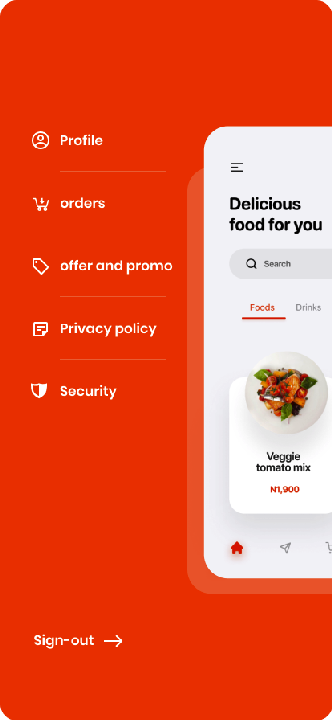 Profile
orders
offer and promo
Privacy policy
Security
Sign-out
Delicious
food for you
Search
Foods
Drinks
Veggie
tomato mix
N1,900